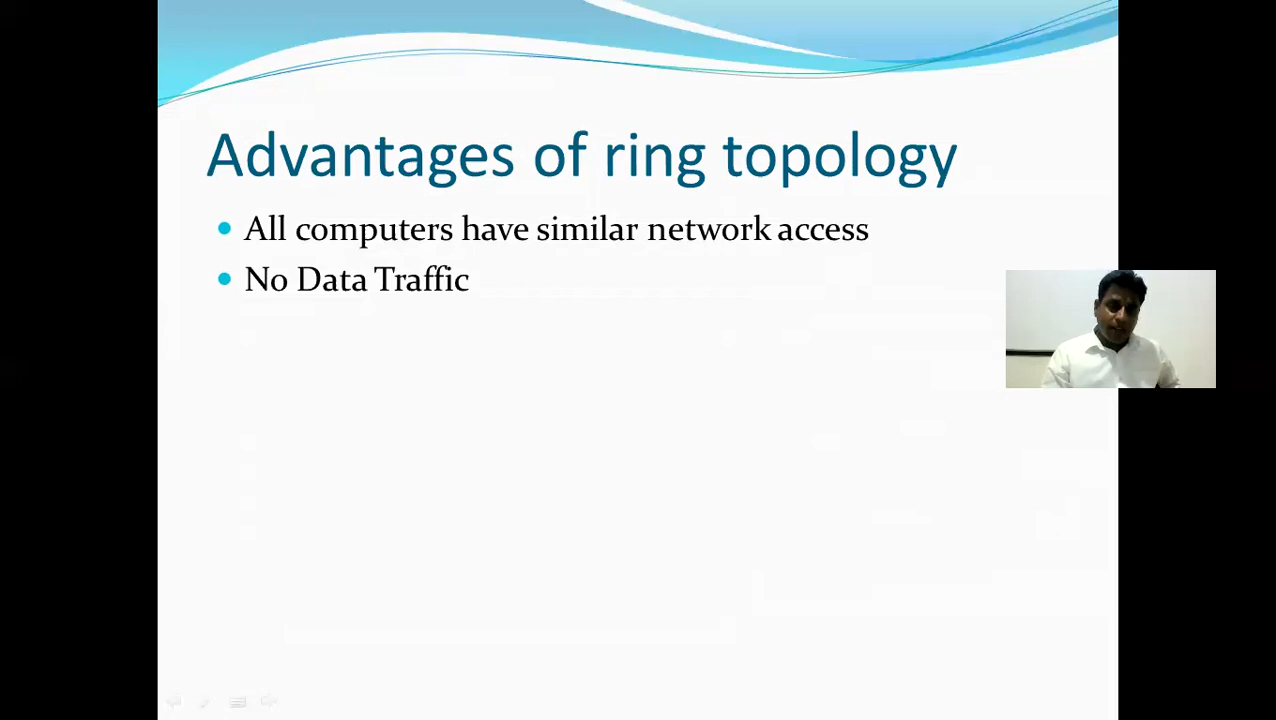 Advantages of ring topology
All computers have similar network access
No Data Traffic